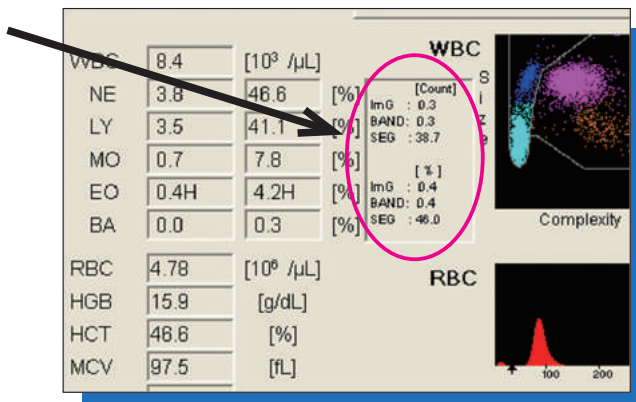 WBC 8.4 [10³ /µL]
NE 3.8 46.6 [%]
LY 3.5 41.1 [%]
MO 0.7 7.8 [%]
EO 0.4H 4.2H [%]
BA 0.0 0.3 [%]
RBC 4.78 [10⁶ /µL]
HGB 15.9 [g/dL]
HCT 46.6 [%]
MCV 97.5 [fL]
WBC
[Count]
ImG : 0.3
BAND: 0.3
SEG : 38.7
[ % ]
ImG : 0.4
BAND: 0.4
SEG : 46.0
Size
Complexity
RBC
100 200